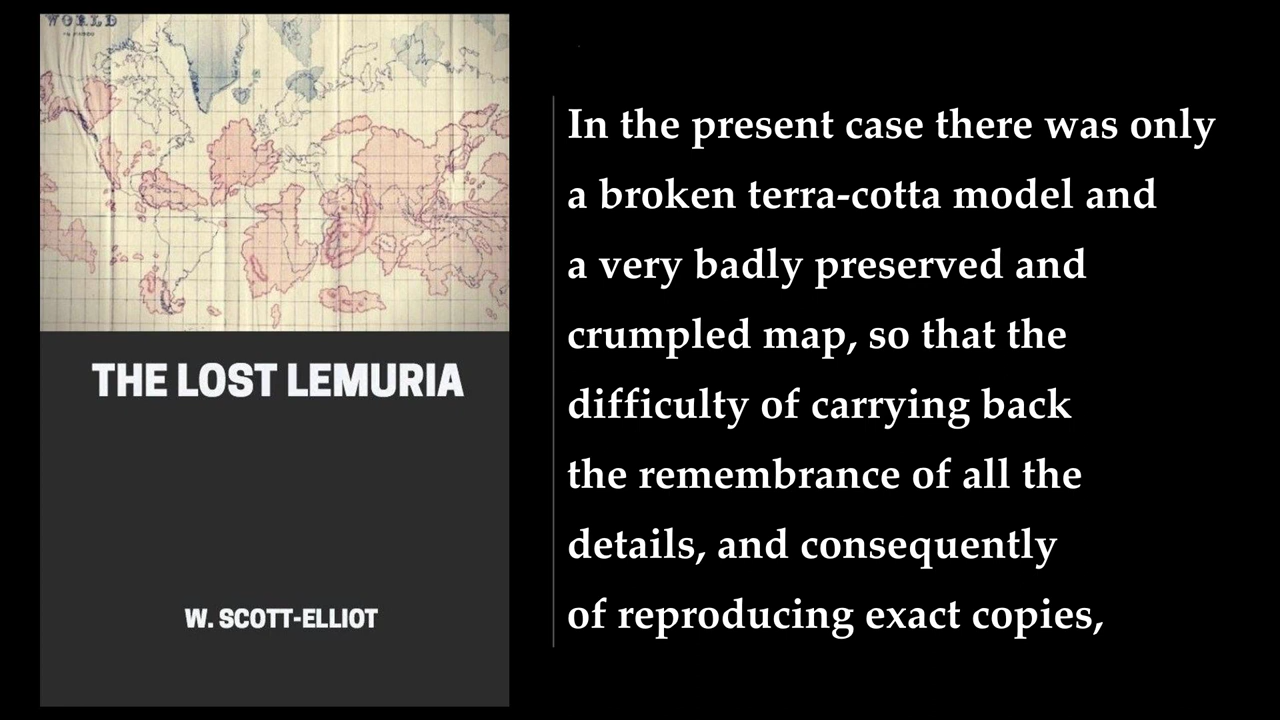 WORLD
THE LOST LEMURIA
W. SCOTT-ELLIOT
In the present case there was only
a broken terra-cotta model and
a very badly preserved and
crumpled map, so that the
difficulty of carrying back
the remembrance of all the
details, and consequently
of reproducing exact copies,